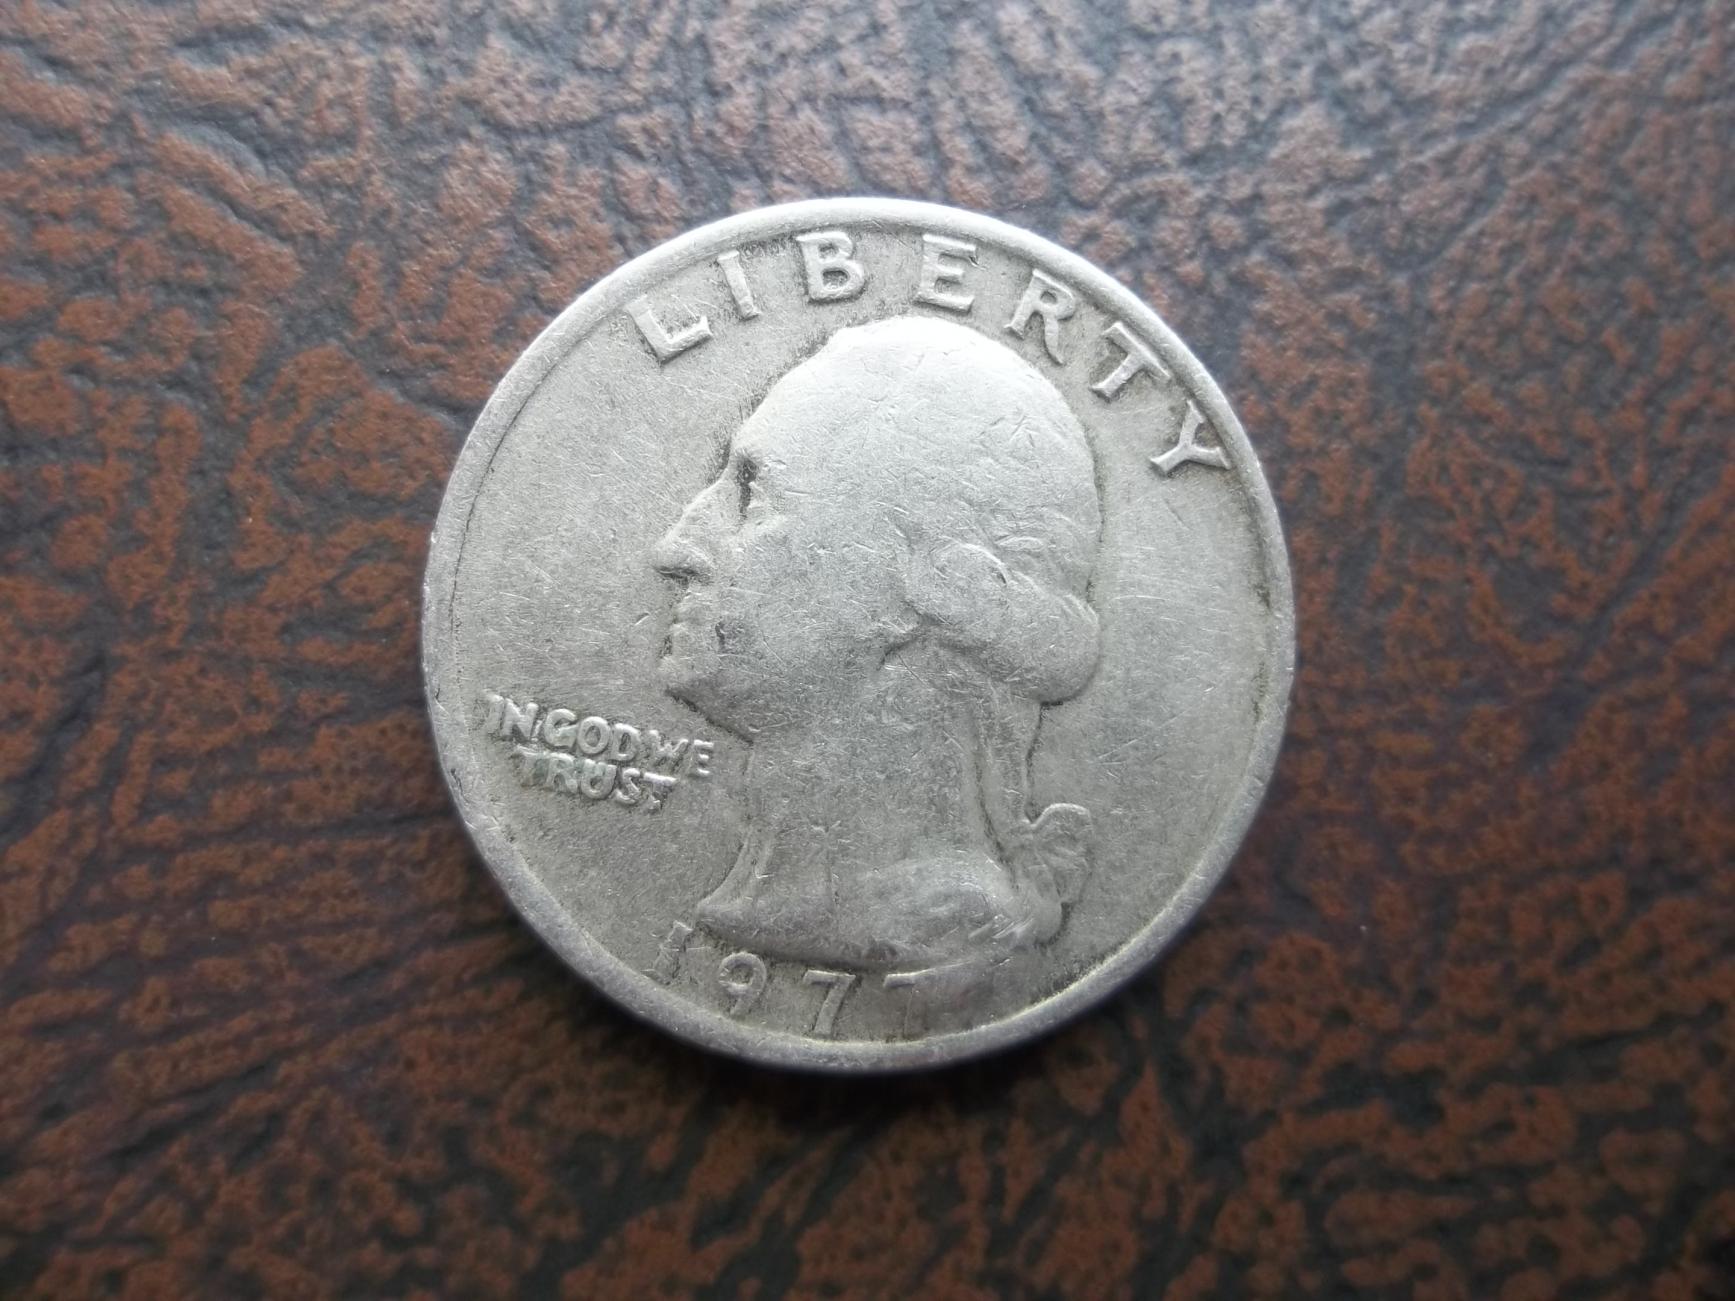 LIBERTY
IN GOD WE
TRUST
1977